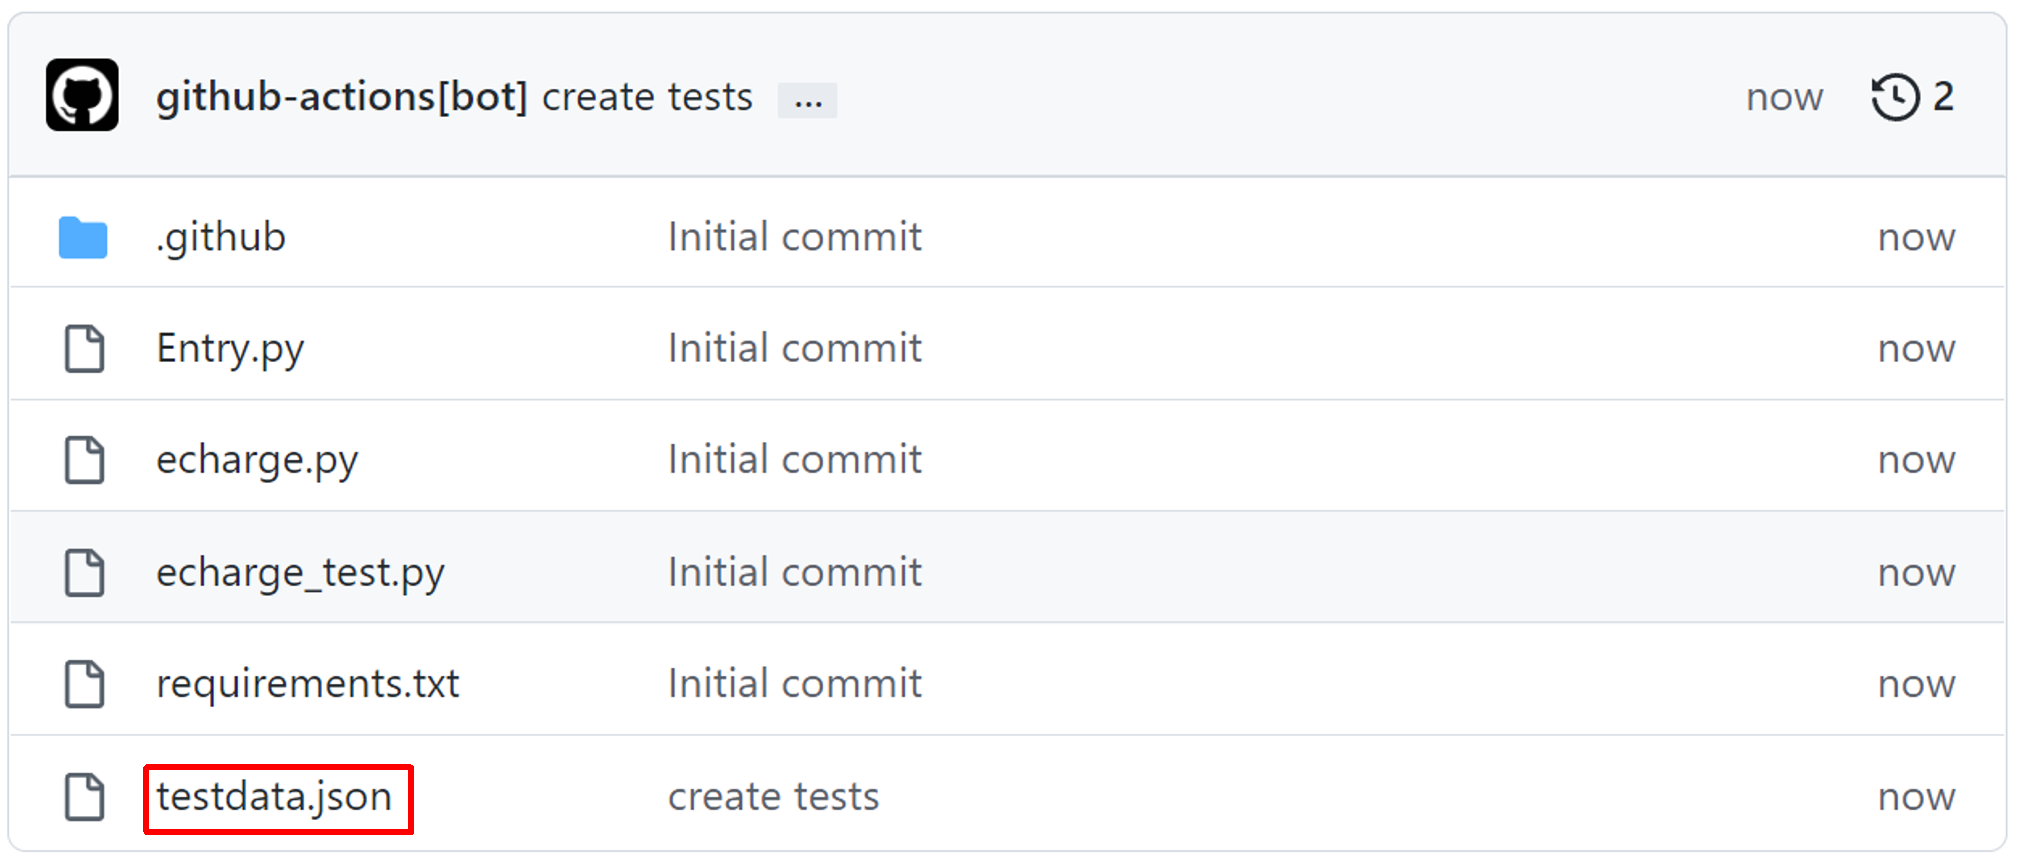 github-actions[bot] create tests ... now 2
.github Initial commit now
Entry.py Initial commit now
echarge.py Initial commit now
echarge_test.py Initial commit now
requirements.txt Initial commit now
testdata.json create tests now